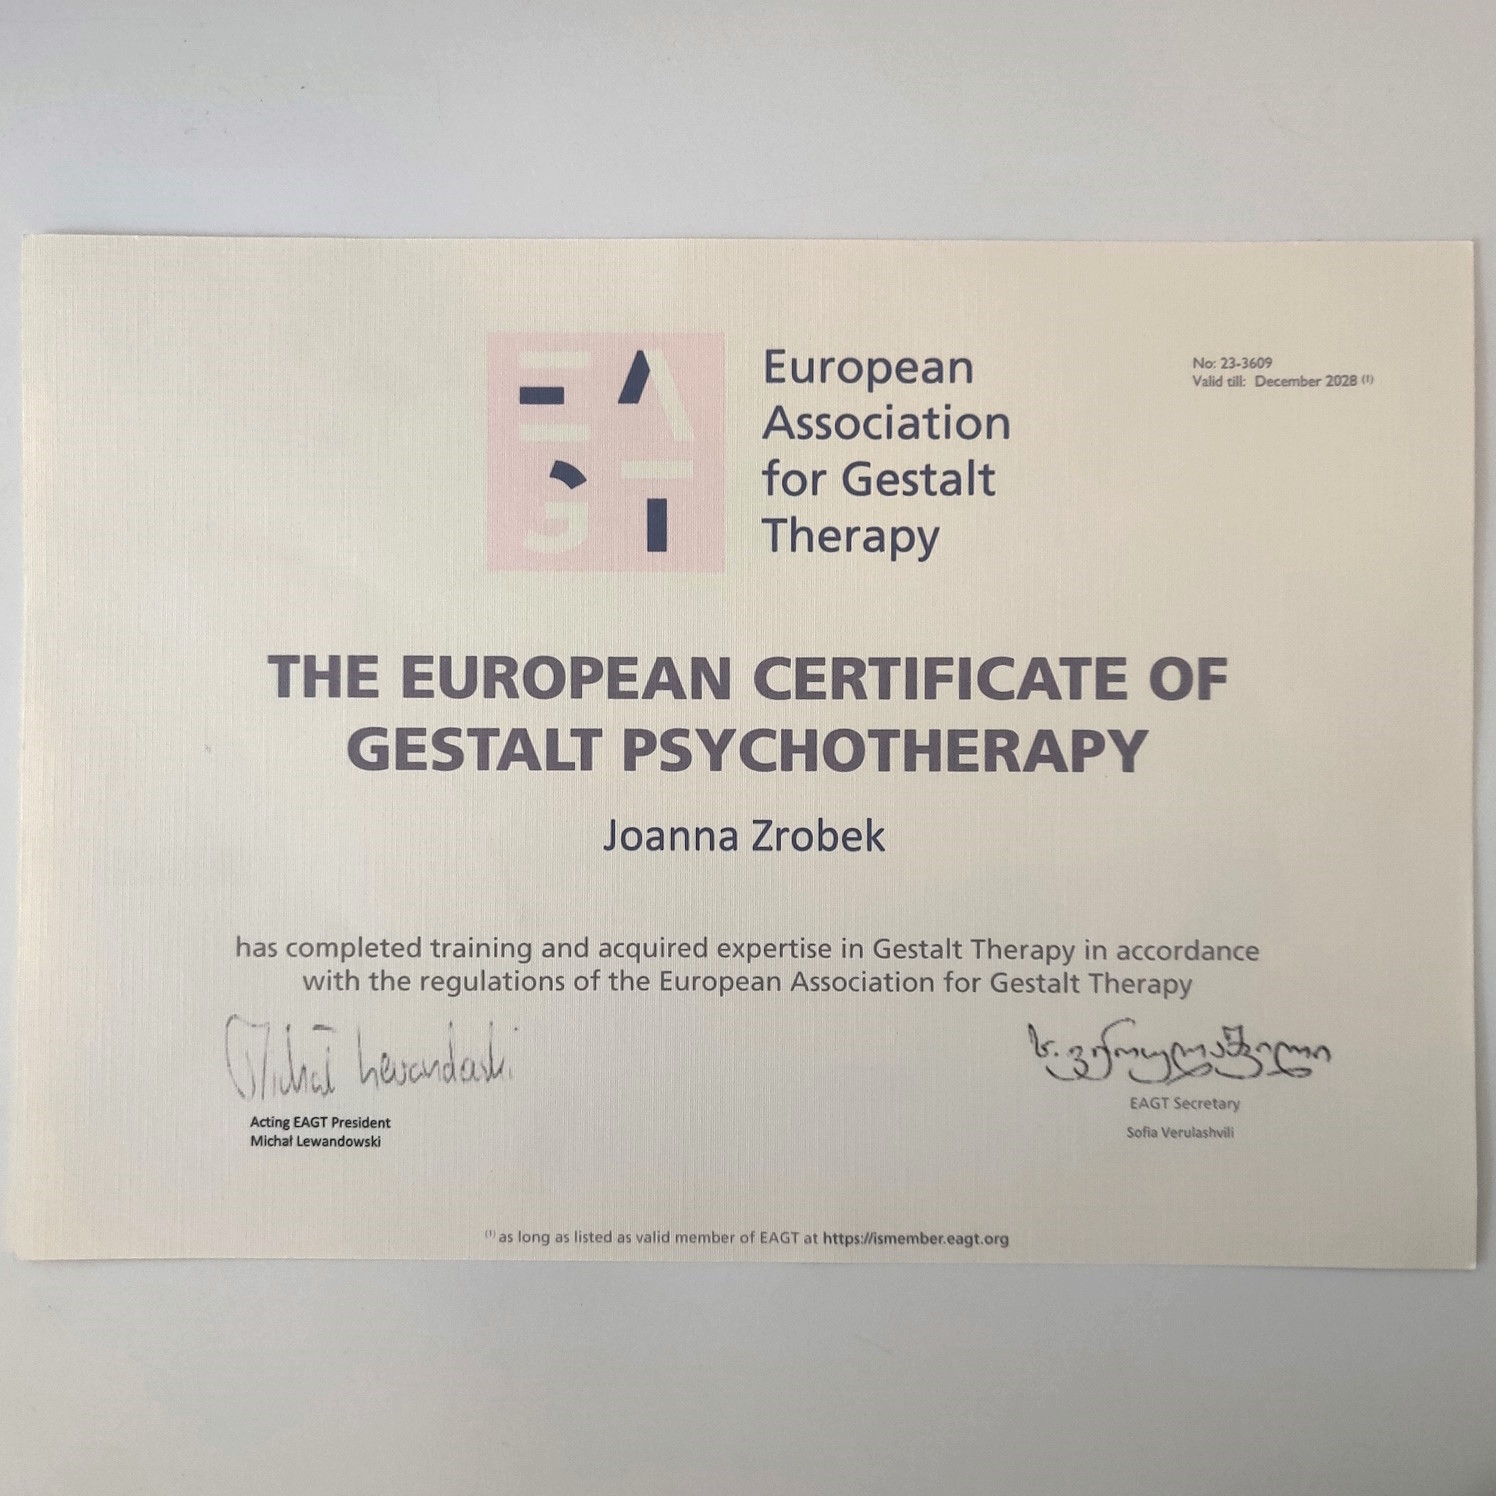 EAGT
European
Association
for Gestalt
Therapy
No: 23-3609
Valid till: December 2028 (1)
THE EUROPEAN CERTIFICATE OF
GESTALT PSYCHOTHERAPY
Joanna Zrobek
has completed training and acquired expertise in Gestalt Therapy in accordance
with the regulations of the European Association for Gestalt Therapy
Michał Lewandowski
Acting EAGT President
Michał Lewandowski
EAGT Secretary
Sofia Verulashvili
(1) as long as listed as valid member of EAGT at https://ismember.eagt.org